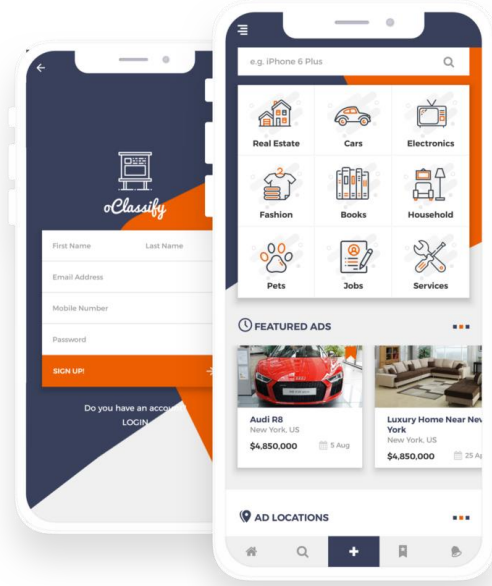 oClassify
First Name Last Name
Email Address
Mobile Number
Password
SIGN UP!
Do you have an
LOGIN
e.g. iPhone 6 Plus
Real Estate Cars Electronics
Fashion Books Household
Pets Jobs Services
FEATURED ADS
Audi R8
New York, US
$4,850,000 5 Aug
Luxury Home Near
York
New York, US
$4,850,000 25
AD LOCATIONS